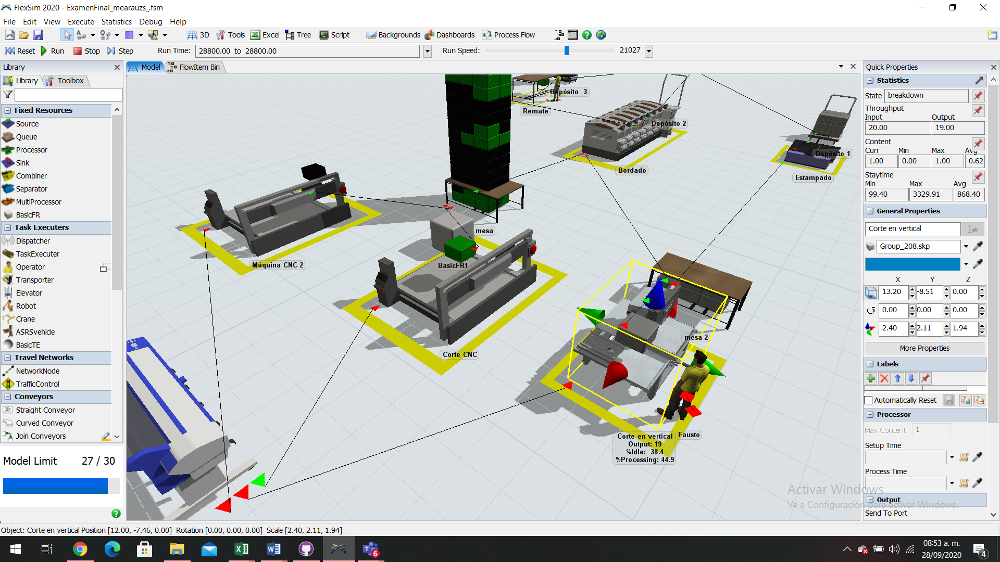 FlexSim 2020 - ExamenFinal_mearauzs_.fsm
File Edit View Execute Statistics Debug Help
3D Tools Excel Tree Script Backgrounds Dashboards Process Flow
Reset Run Stop Step Run Time: 28800.00 to 28800.00 Run Speed: 21027
Library
Library Toolbox
Fixed Resources
Source
Queue
Processor
Sink
Combiner
Separator
MultiProcessor
BasicFR
Task Executers
Dispatcher
TaskExecuter
Operator
Transporter
Elevator
Robot
Crane
ASRSvehicle
BasicTE
Travel Networks
NetworkNode
TrafficControl
Conveyors
Straight Conveyor
Curved Conveyor
Join Conveyors
Model Limit 27 / 30
Model FlowItem Bin
Depósito 3
Remate
Depósito 2
Bordado
Depósito 1
Estampado
mesa
Máquina CNC 2
BasicFR1
Corte CNC
mesa 2
Fausto
Corte en vertical
Output: 19
%Idle: 38.4
%Processing: 44.9
Quick Properties
Statistics
State breakdown
Throughput
Input Output
20.00 19.00
Content
Curr Min Max Avg
1.00 0.00 1.00 0.62
Staytime
Min Max Avg
99.40 3329.91 868.40
General Properties
Corte en vertical
Group_208.skp
X Y Z
13.20 -8.51 0.00
0.00 0.00 0.00
2.40 2.11 1.94
More Properties
Labels
Automatically Reset
Processor
Max Content 1
Setup Time
Process Time
Output
Send To Port
Activar Windows
Ve a Configuración para activar Windows.
Object: Corte en vertical Position [12.00, -7.46, 0.00] Rotation [0.00, 0.00, 0.00] Scale [2.40, 2.11, 1.94]
6
08:53 a. m.
28/09/2020
4